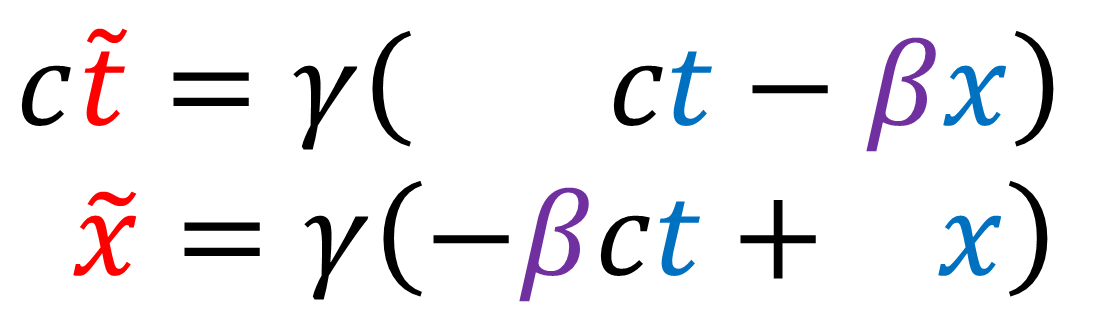 ct̃ = γ( ct − βx)
x̃ = γ(−βct + x)